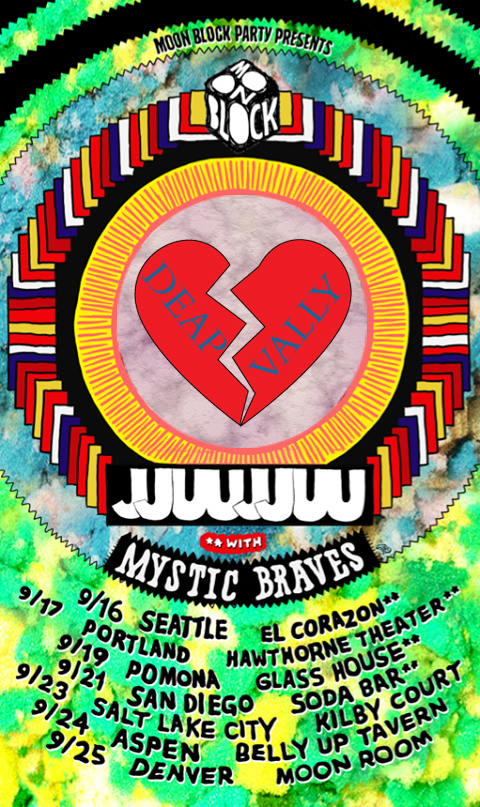 MOON BLOCK PARTY PRESENTS
MOON
BLOCK
DEAP VALLY
JJUUJJUU
** WITH
MYSTIC BRAVES
9/16 SEATTLE EL CORAZON**
9/17 PORTLAND HAWTHORNE THEATER**
9/19 POMONA GLASS HOUSE**
9/21 SAN DIEGO SODA BAR**
9/23 SALT LAKE CITY KILBY COURT
9/24 ASPEN BELLY UP TAVERN
9/25 DENVER MOON ROOM